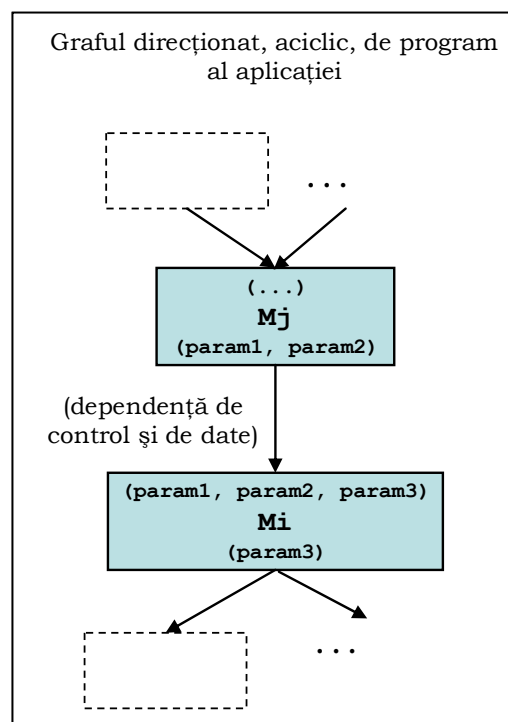 Graful direcționat, aciclic, de program
al aplicației
...
(...)
Mj
(param1, param2)
(dependență de
control şi de date)
(param1, param2, param3)
Mi
(param3)
...